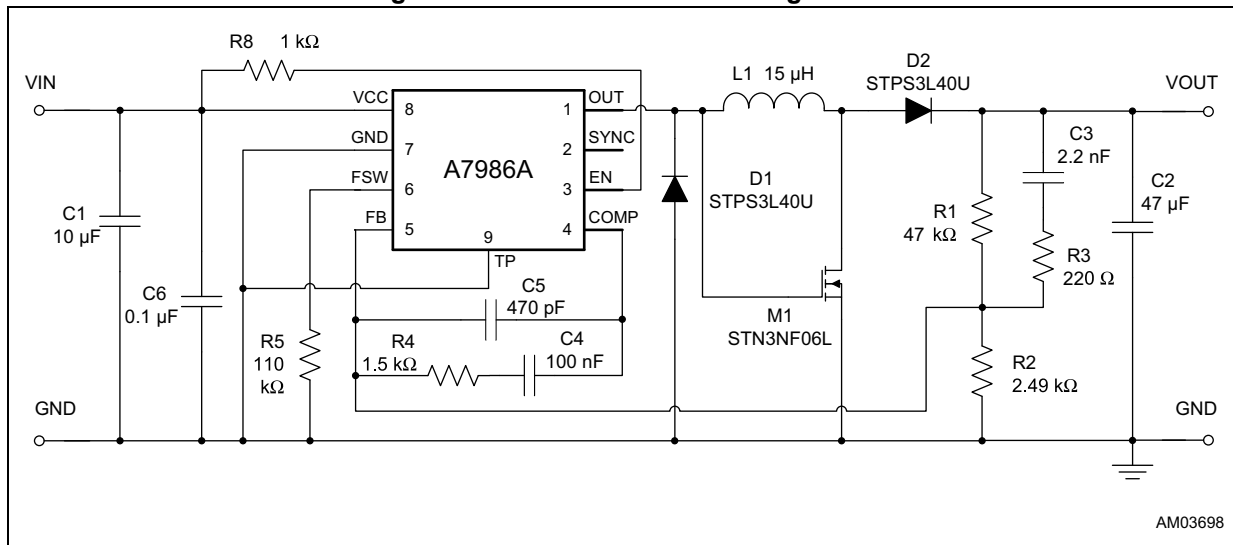 R8 1 kΩ
VIN
VCC
8
GND
7
FSW
6
FB
5
A7986A
1
OUT
2
SYNC
3
EN
4
COMP
9
TP
C1
10 µF
C6
0.1 µF
R5
110
kΩ
C5
470 pF
R4
1.5 kΩ
C4
100 nF
L1 15 µH
D1
STPS3L40U
M1
STN3NF06L
D2
STPS3L40U
VOUT
C3
2.2 nF
C2
47 µF
R1
47 kΩ
R3
220 Ω
R2
2.49 kΩ
GND
GND
AM03698